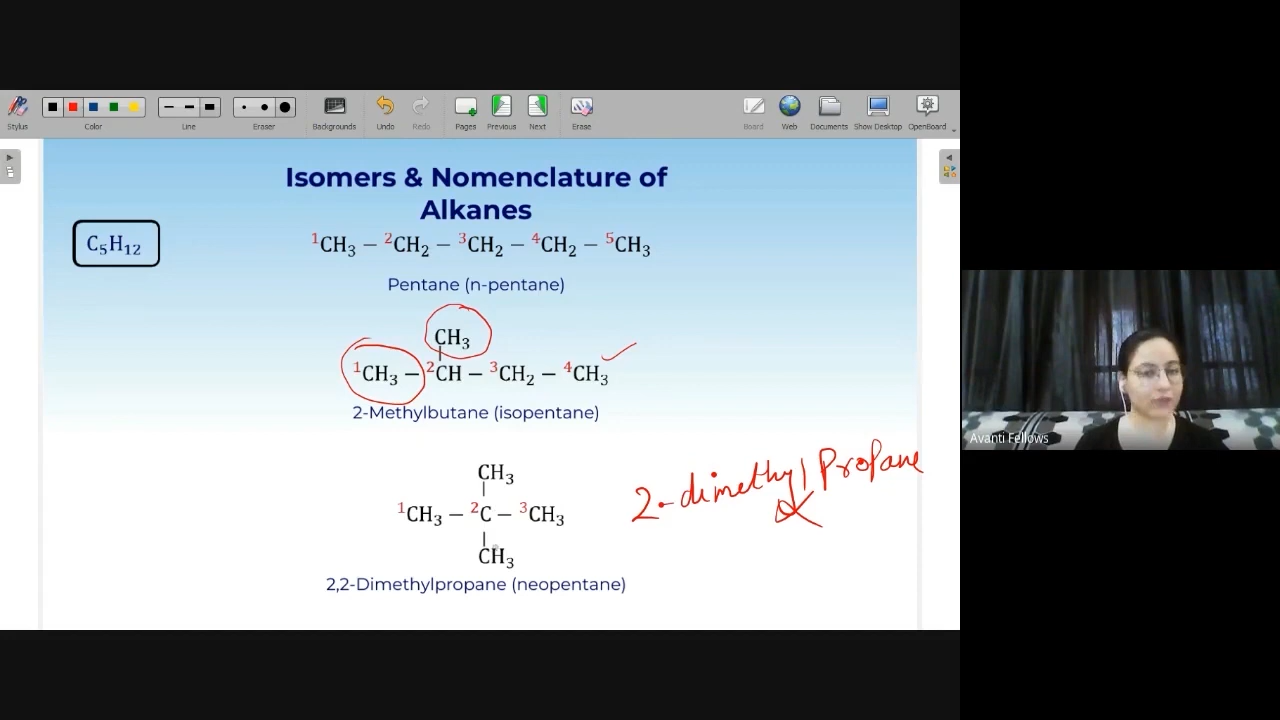 Stylus
Color
Line
Eraser
Backgrounds
Undo
Redo
Pages
Previous
Next
Erase
Board
Web
Documents
Show Desktop
OpenBoard
Isomers & Nomenclature of
Alkanes
C₅H₁₂
¹CH₃ – ²CH₂ – ³CH₂ – ⁴CH₂ – ⁵CH₃
Pentane (n-pentane)
CH₃
¹CH₃ – ²CH – ³CH₂ – ⁴CH₃
2-Methylbutane (isopentane)
CH₃
¹CH₃ – ²C – ³CH₃
CH₃
2,2-Dimethylpropane (neopentane)
2-dimethyl Propane
Avanti Fellows